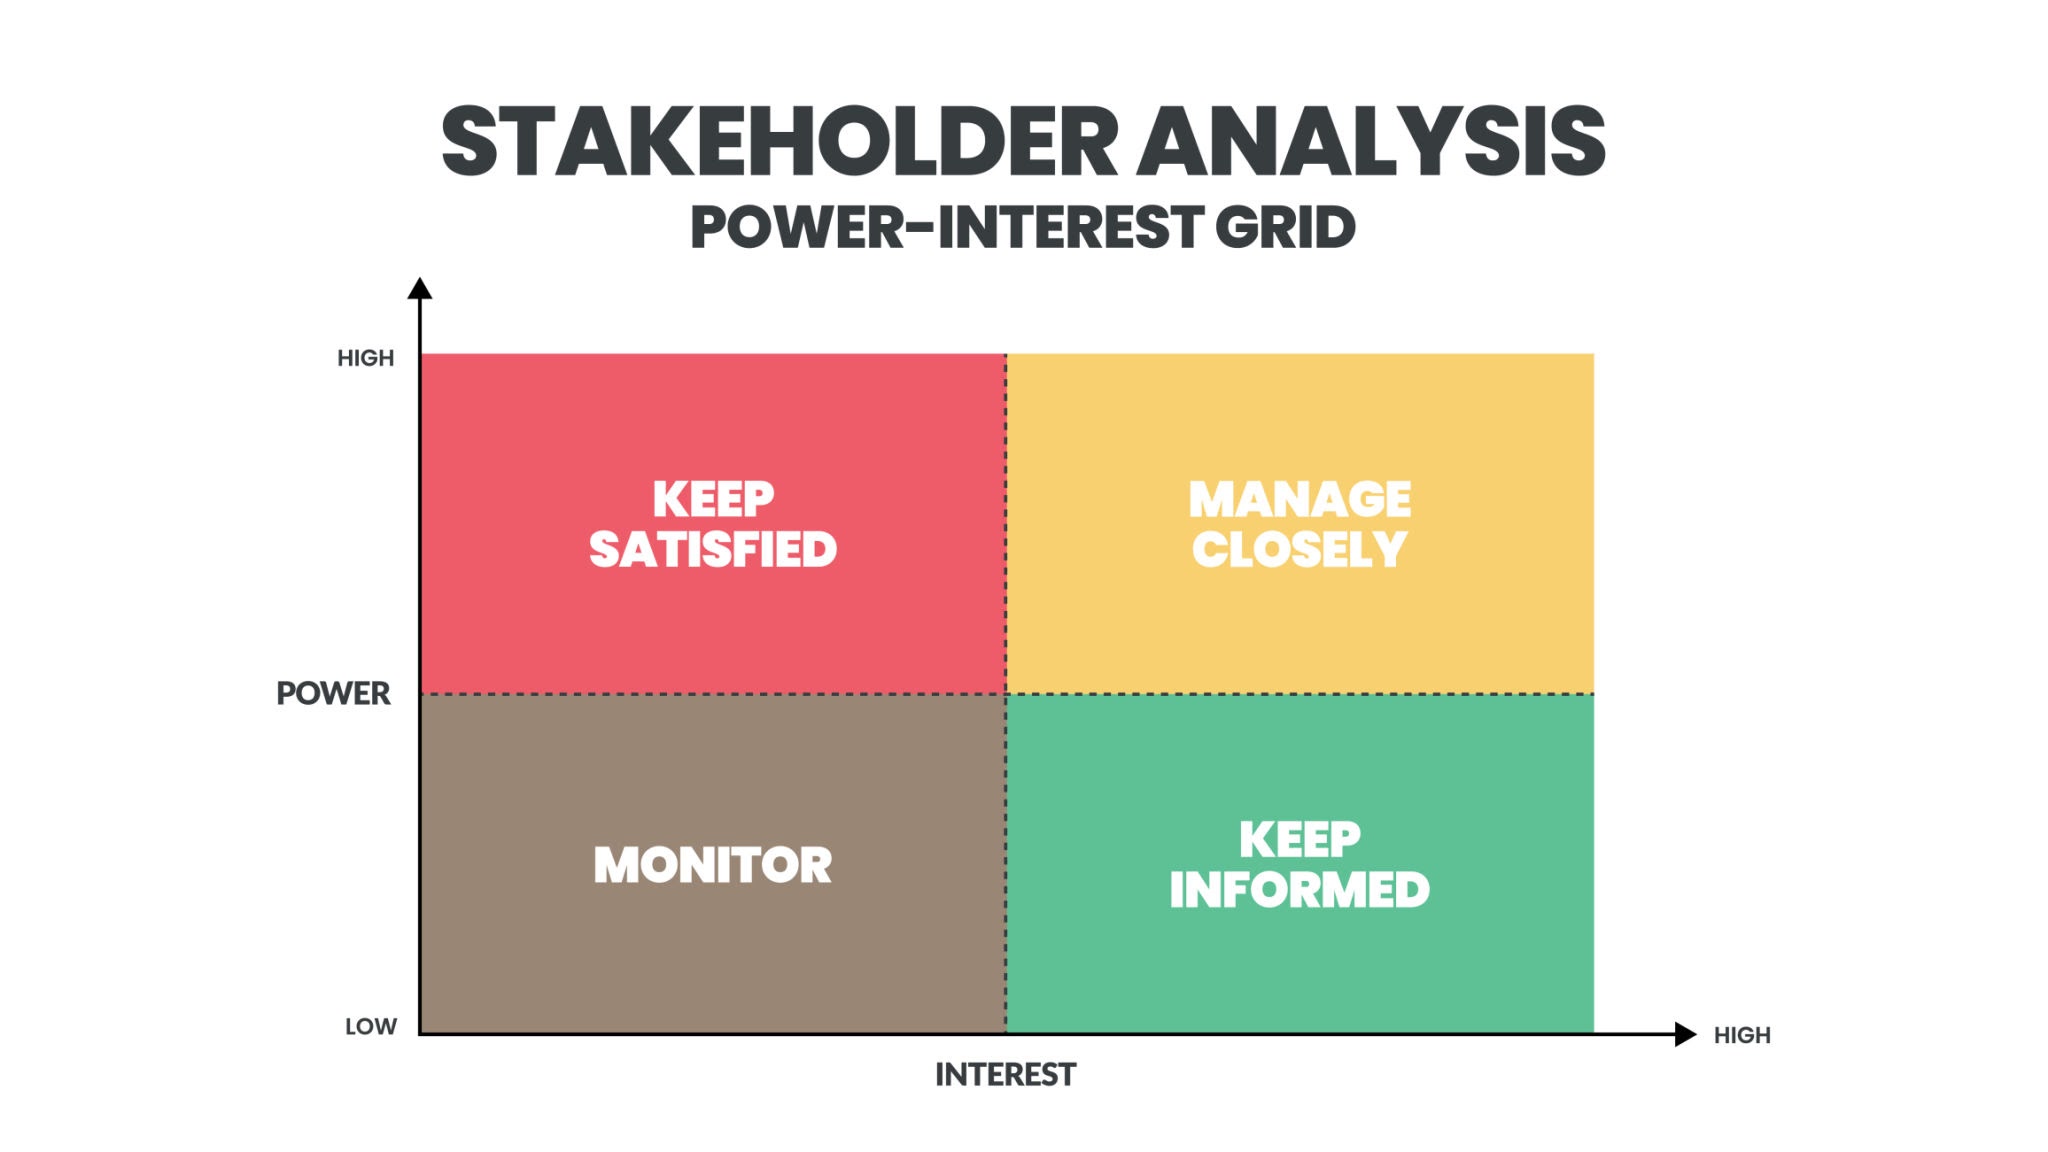 STAKEHOLDER ANALYSIS
POWER-INTEREST GRID
HIGH
KEEP
SATISFIED
MANAGE
CLOSELY
POWER
MONITOR
KEEP
INFORMED
LOW
HIGH
INTEREST